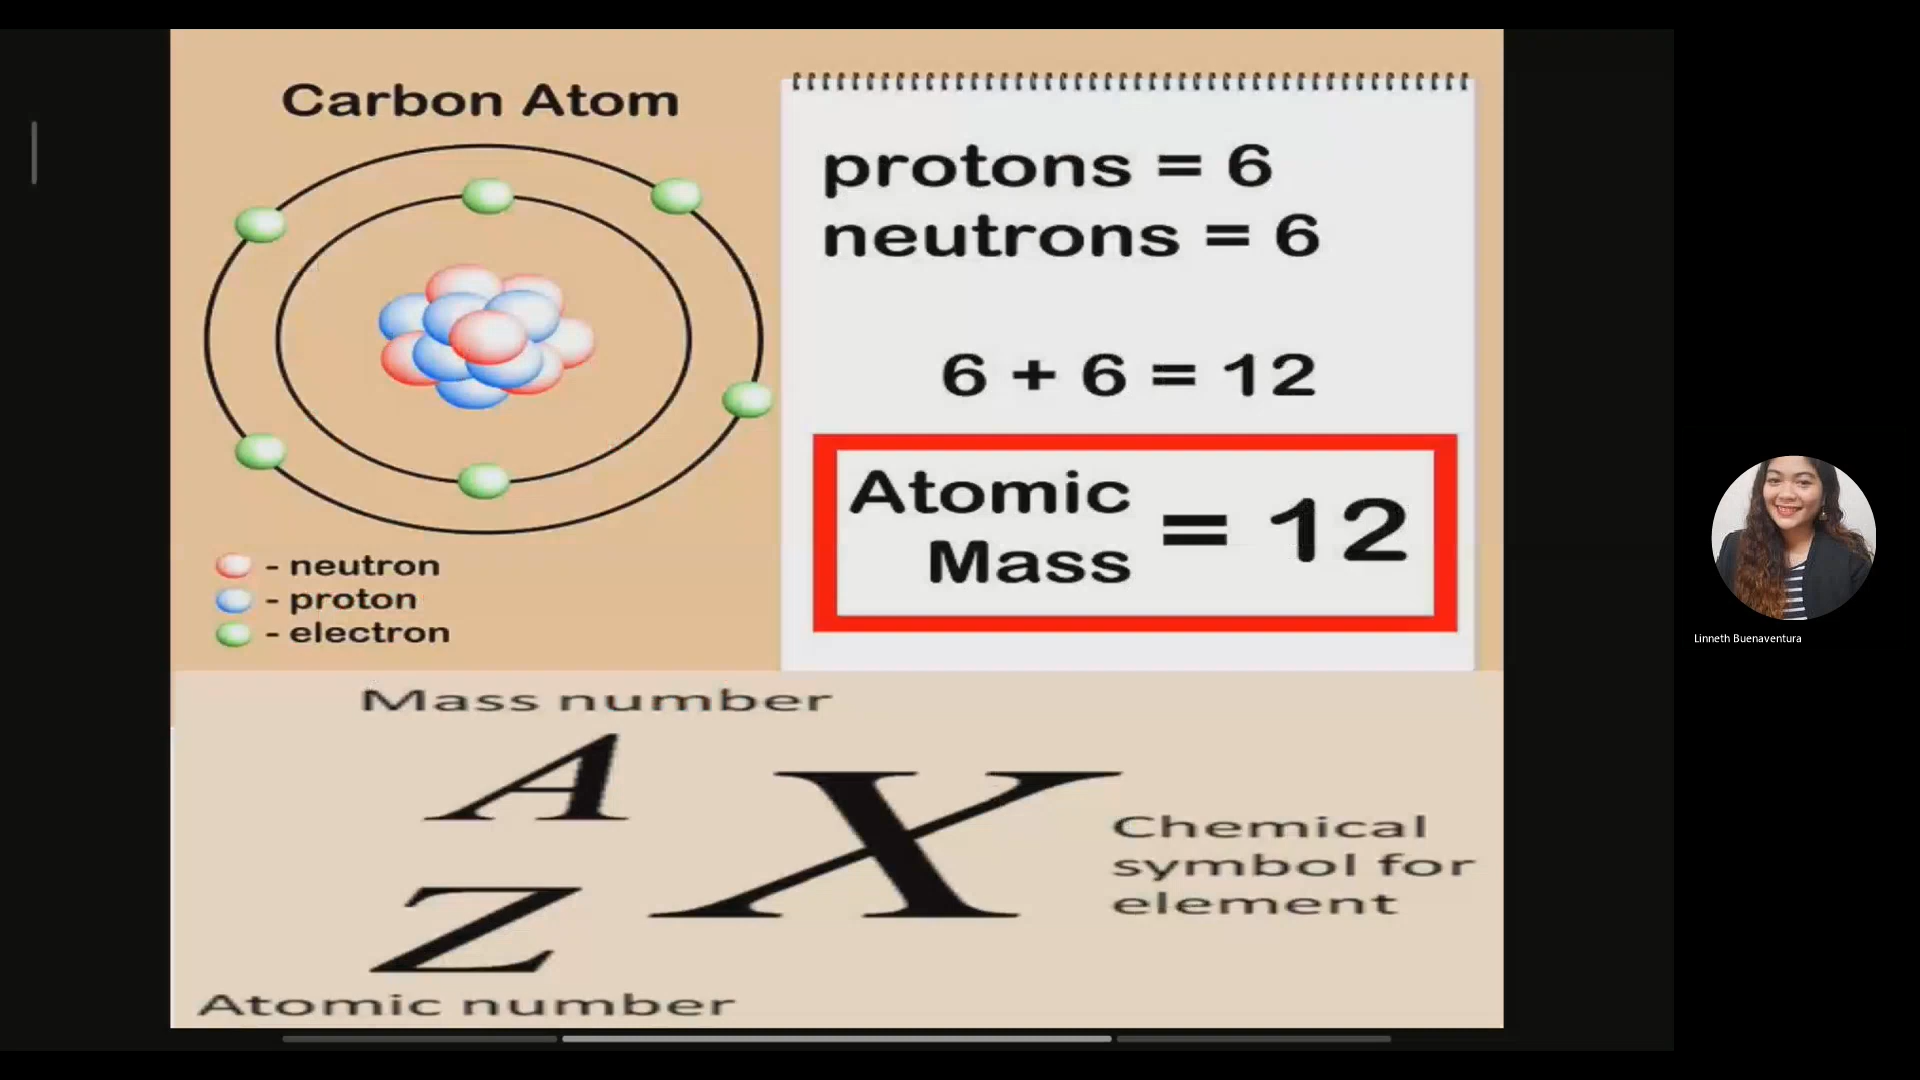 Carbon Atom
- neutron
- proton
- electron
protons = 6
neutrons = 6
6 + 6 = 12
Atomic
Mass
= 12
Mass number
A
X
Z
Chemical
symbol for
element
Atomic number
Linneth Buenaventura